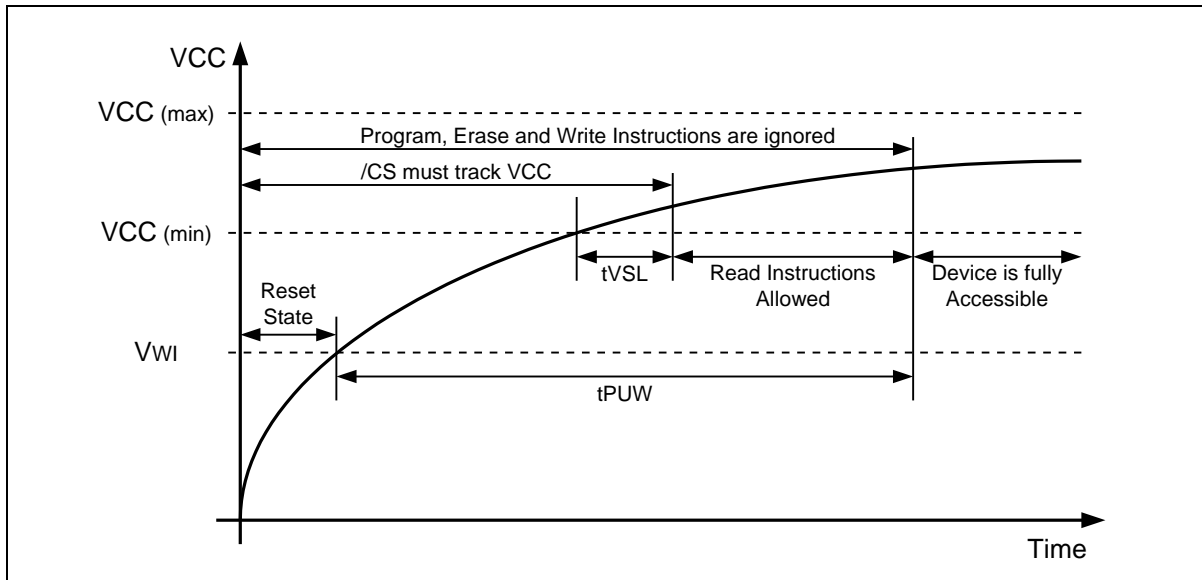 VCC
VCC (max)
Program, Erase and Write Instructions are ignored
/CS must track VCC
VCC (min)
tVSL
Read Instructions
Allowed
Device is fully
Accessible
Reset
State
VWI
tPUW
Time